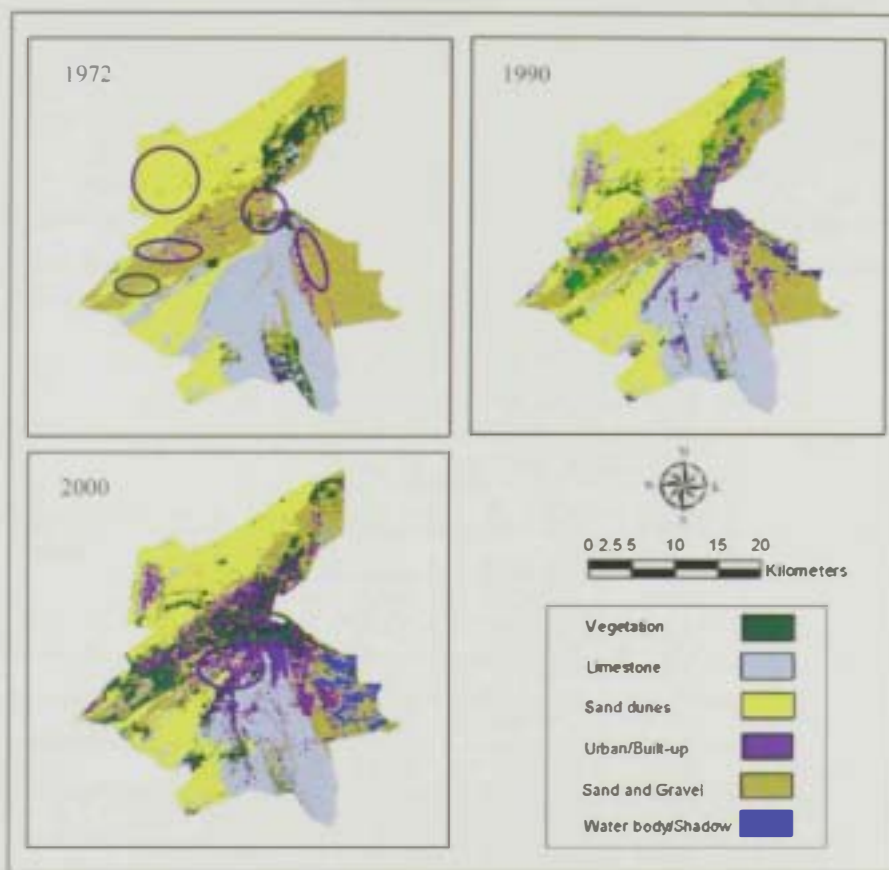 1972
1990
2000
N
S
0 2.5 5 10 15 20
Kilometers
Vegetation
Limestone
Sand dunes
Urban/Built-up
Sand and Gravel
Water body/Shadow